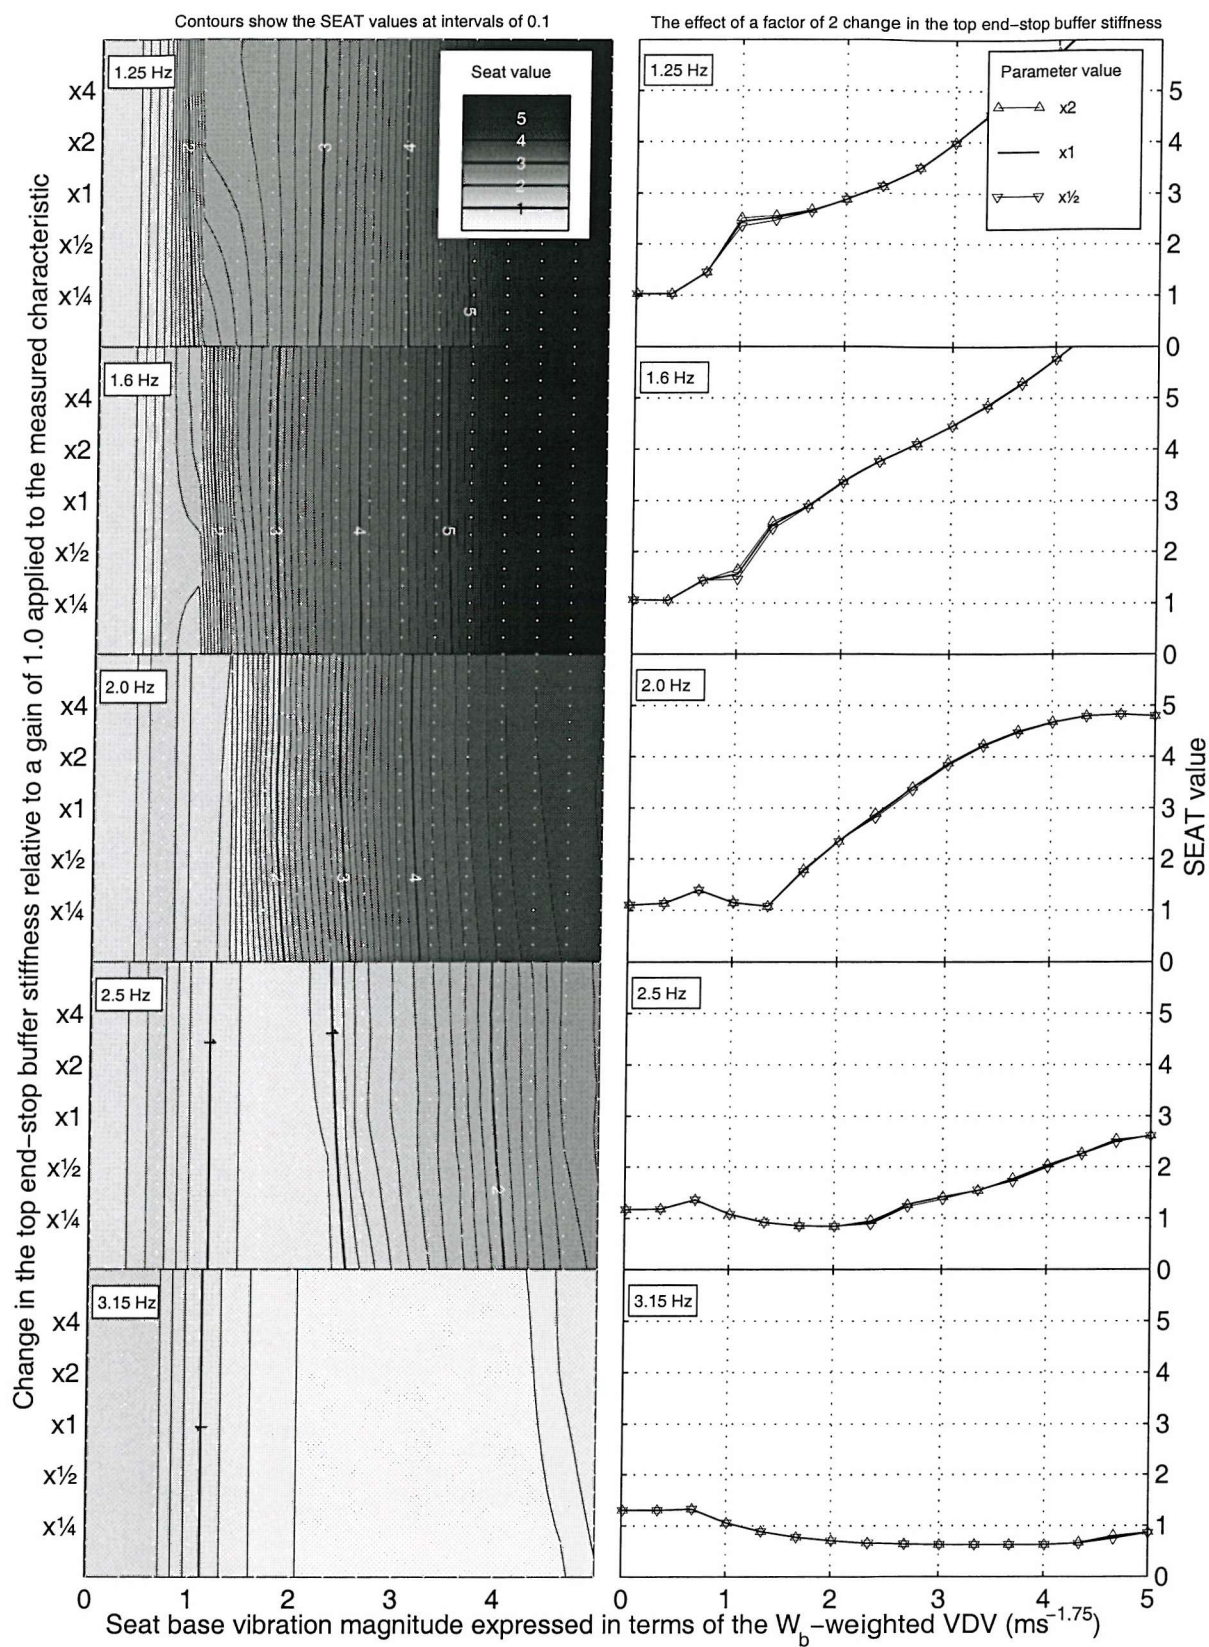 Contours show the SEAT values at intervals of 0.1
The effect of a factor of 2 change in the top end-stop buffer stiffness
Change in the top end-stop buffer stiffness relative to a gain of 1.0 applied to the measured characteristic
1.25 Hz
x4
x2
x1
x½
x¼
2
3
4
5
Seat value
5
4
3
2
1
1.25 Hz
Parameter value
x2
x1
x½
5
4
3
2
1
0
1.6 Hz
x4
x2
x1
x½
x¼
2
3
4
5
1.6 Hz
5
4
3
2
1
0
2.0 Hz
x4
x2
x1
x½
x¼
2
3
4
2.0 Hz
5
4
3
2
1
0
SEAT value
2.5 Hz
x4
x2
x1
x½
x¼
1
1
2
2.5 Hz
5
4
3
2
1
0
3.15 Hz
x4
x2
x1
x½
x¼
1
3.15 Hz
5
4
3
2
1
0
0 1 2 3 4
0 1 2 3 4 5
Seat base vibration magnitude expressed in terms of the Wb-weighted VDV (ms-1.75)